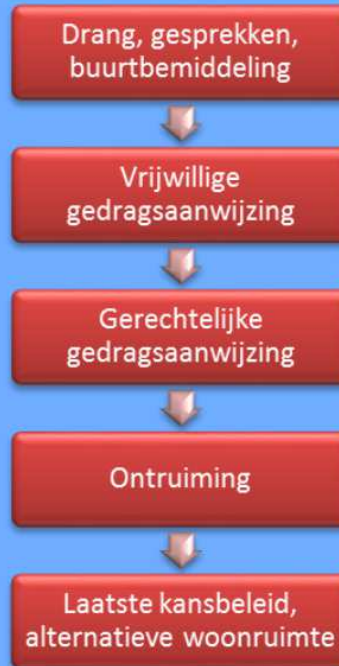 Drang, gesprekken,
buurtbemiddeling
Vrijwillige
gedragsaanwijzing
Gerechtelijke
gedragsaanwijzing
Ontruiming
Laatste kansbeleid,
alternatieve woonruimte